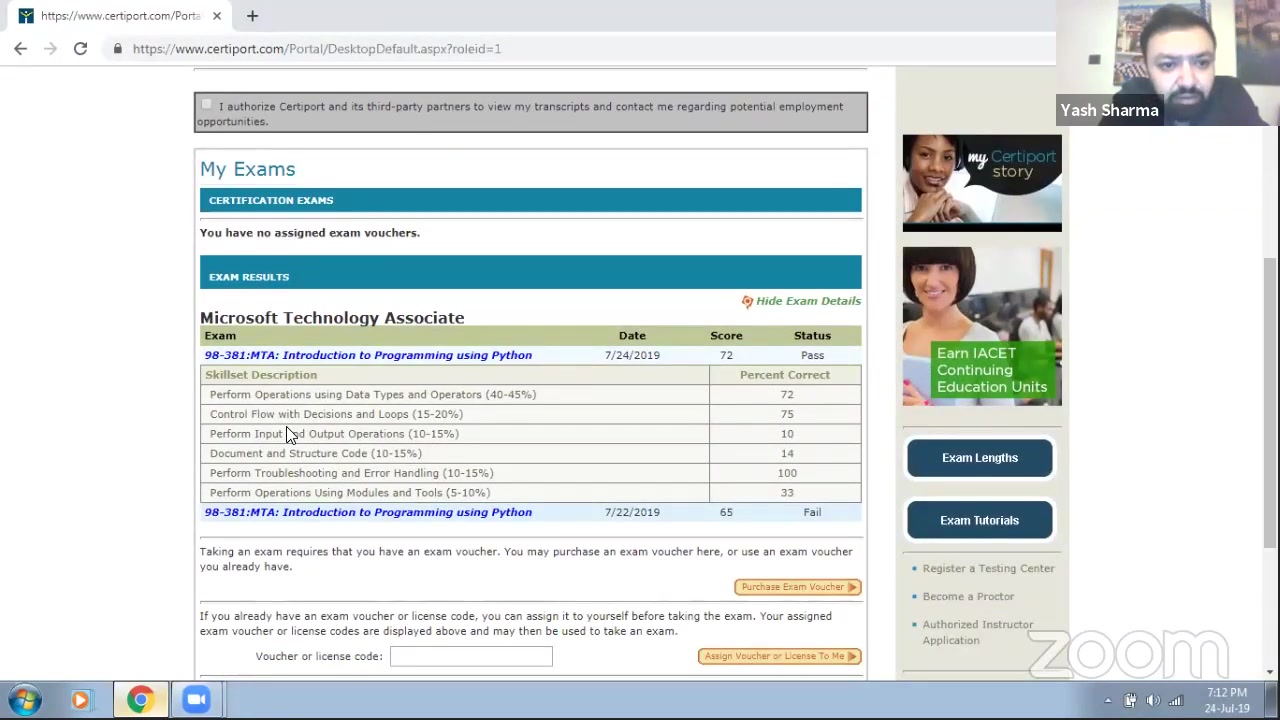 https://www.certiport.com/Porta
https://www.certiport.com/Portal/DesktopDefault.aspx?roleid=1
Yash Sharma
I authorize Certiport and its third-party partners to view my transcripts and contact me regarding potential employment
opportunities.
My Exams
CERTIFICATION EXAMS
You have no assigned exam vouchers.
EXAM RESULTS
Hide Exam Details
Microsoft Technology Associate
Exam Date Score Status
98-381:MTA: Introduction to Programming using Python 7/24/2019 72 Pass
Skillset Description Percent Correct
Perform Operations using Data Types and Operators (40-45%) 72
Control Flow with Decisions and Loops (15-20%) 75
Perform Input and Output Operations (10-15%) 10
Document and Structure Code (10-15%) 14
Perform Troubleshooting and Error Handling (10-15%) 100
Perform Operations Using Modules and Tools (5-10%) 33
98-381:MTA: Introduction to Programming using Python 7/22/2019 65 Fail
Taking an exam requires that you have an exam voucher. You may purchase an exam voucher here, or use an exam voucher
you already have.
Purchase Exam Voucher
If you already have an exam voucher or license code, you can assign it to yourself before taking the exam. Your assigned
exam voucher or license codes are displayed above and may then be used to take an exam.
Voucher or license code:
Assign Voucher or License To Me
my Certiport
story
Earn IACET
Continuing
Education Units
Exam Lengths
Exam Tutorials
Register a Testing Center
Become a Proctor
Authorized Instructor
Application
zoom
7:12 PM
24-Jul-19